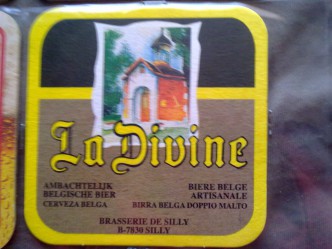 La Divine
AMBACHTELIJK
BELGISCHE BIER
CERVEZA BELGA
BIERE BELGE
ARTISANALE
BIRRA BELGA DOPPIO MALTO
BRASSERIE DE SILLY
B-7830 SILLY